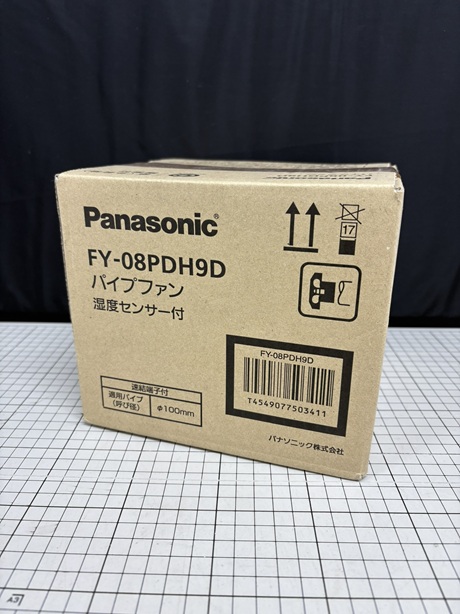 Panasonic®
FY-08PDH9D
パイプファン
湿度センサー付
17
速結端子付
適用パイプ
(呼び径)
φ100mm
FY-08PDH9D
T4549077503411
パナソニック株式会社
A3